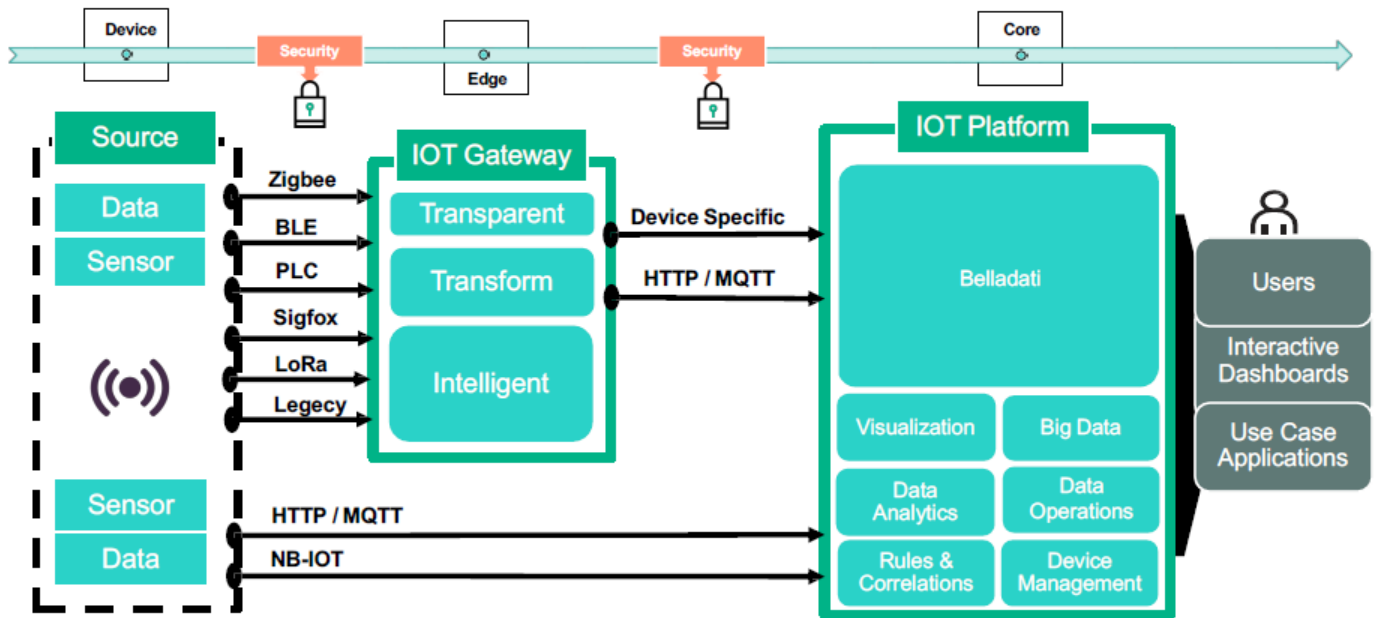 Device
Security
Edge
Security
Core
Source
Data
Sensor
Sensor
Data
Zigbee
BLE
PLC
Sigfox
LoRa
Legecy
HTTP / MQTT
NB-IOT
IOT Gateway
Transparent
Transform
Intelligent
Device Specific
HTTP / MQTT
IOT Platform
Belladati
Visualization
Big Data
Data
Analytics
Data
Operations
Rules &
Correlations
Device
Management
Users
Interactive
Dashboards
Use Case
Applications